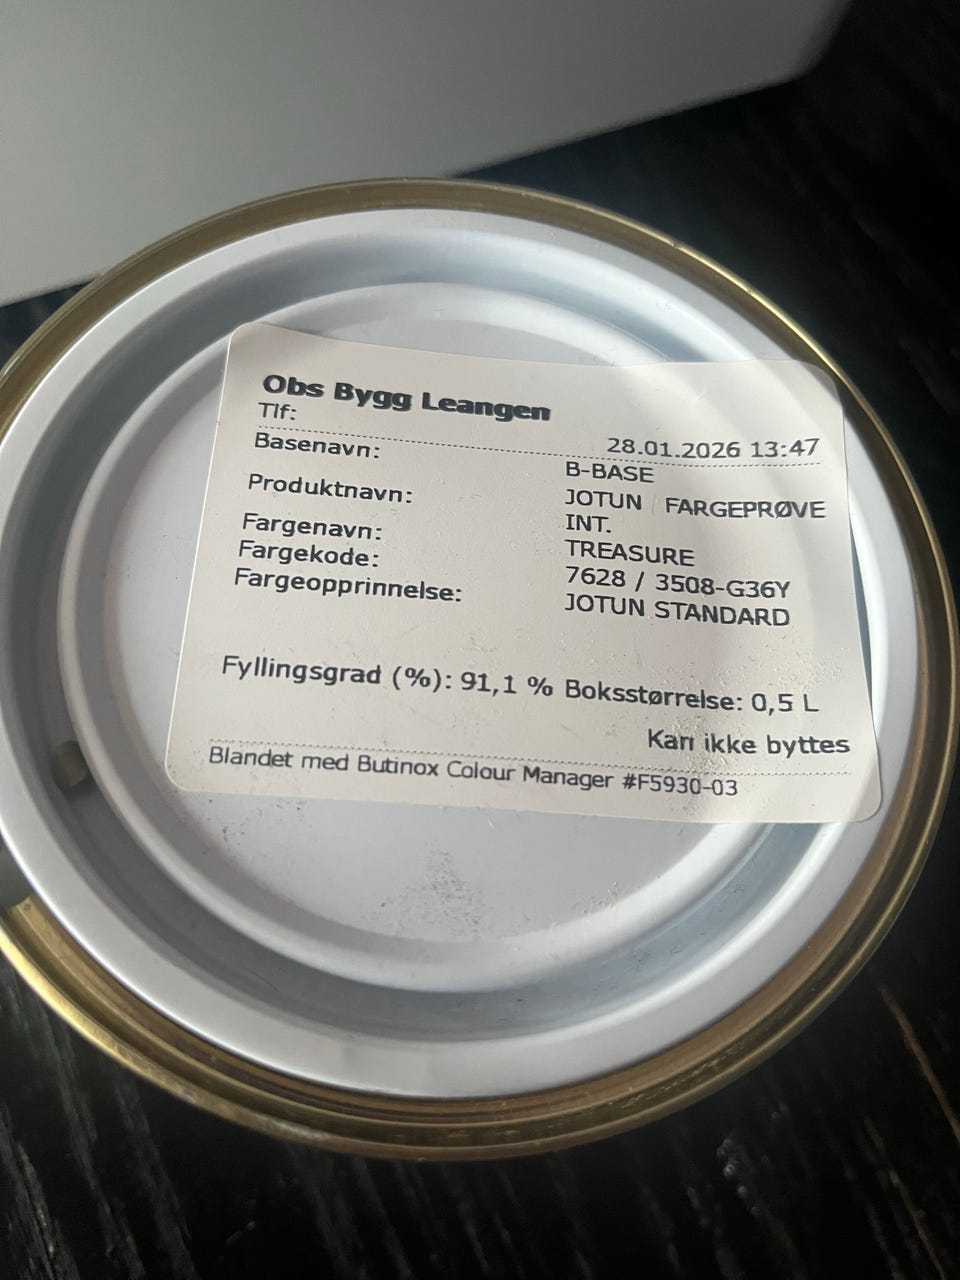 Obs Bygg Leangen
Tlf:
28.01.2026 13:47
Basenavn: B-BASE
Produktnavn: JOTUN FARGEPRØVE
INT.
Fargenavn: TREASURE
Fargekode: 7628 / 3508-G36Y
Fargeopprinnelse: JOTUN STANDARD
Fyllingsgrad (%): 91,1 % Boksstørrelse: 0,5 L
Kan ikke byttes
Blandet med Butinox Colour Manager #F5930-03